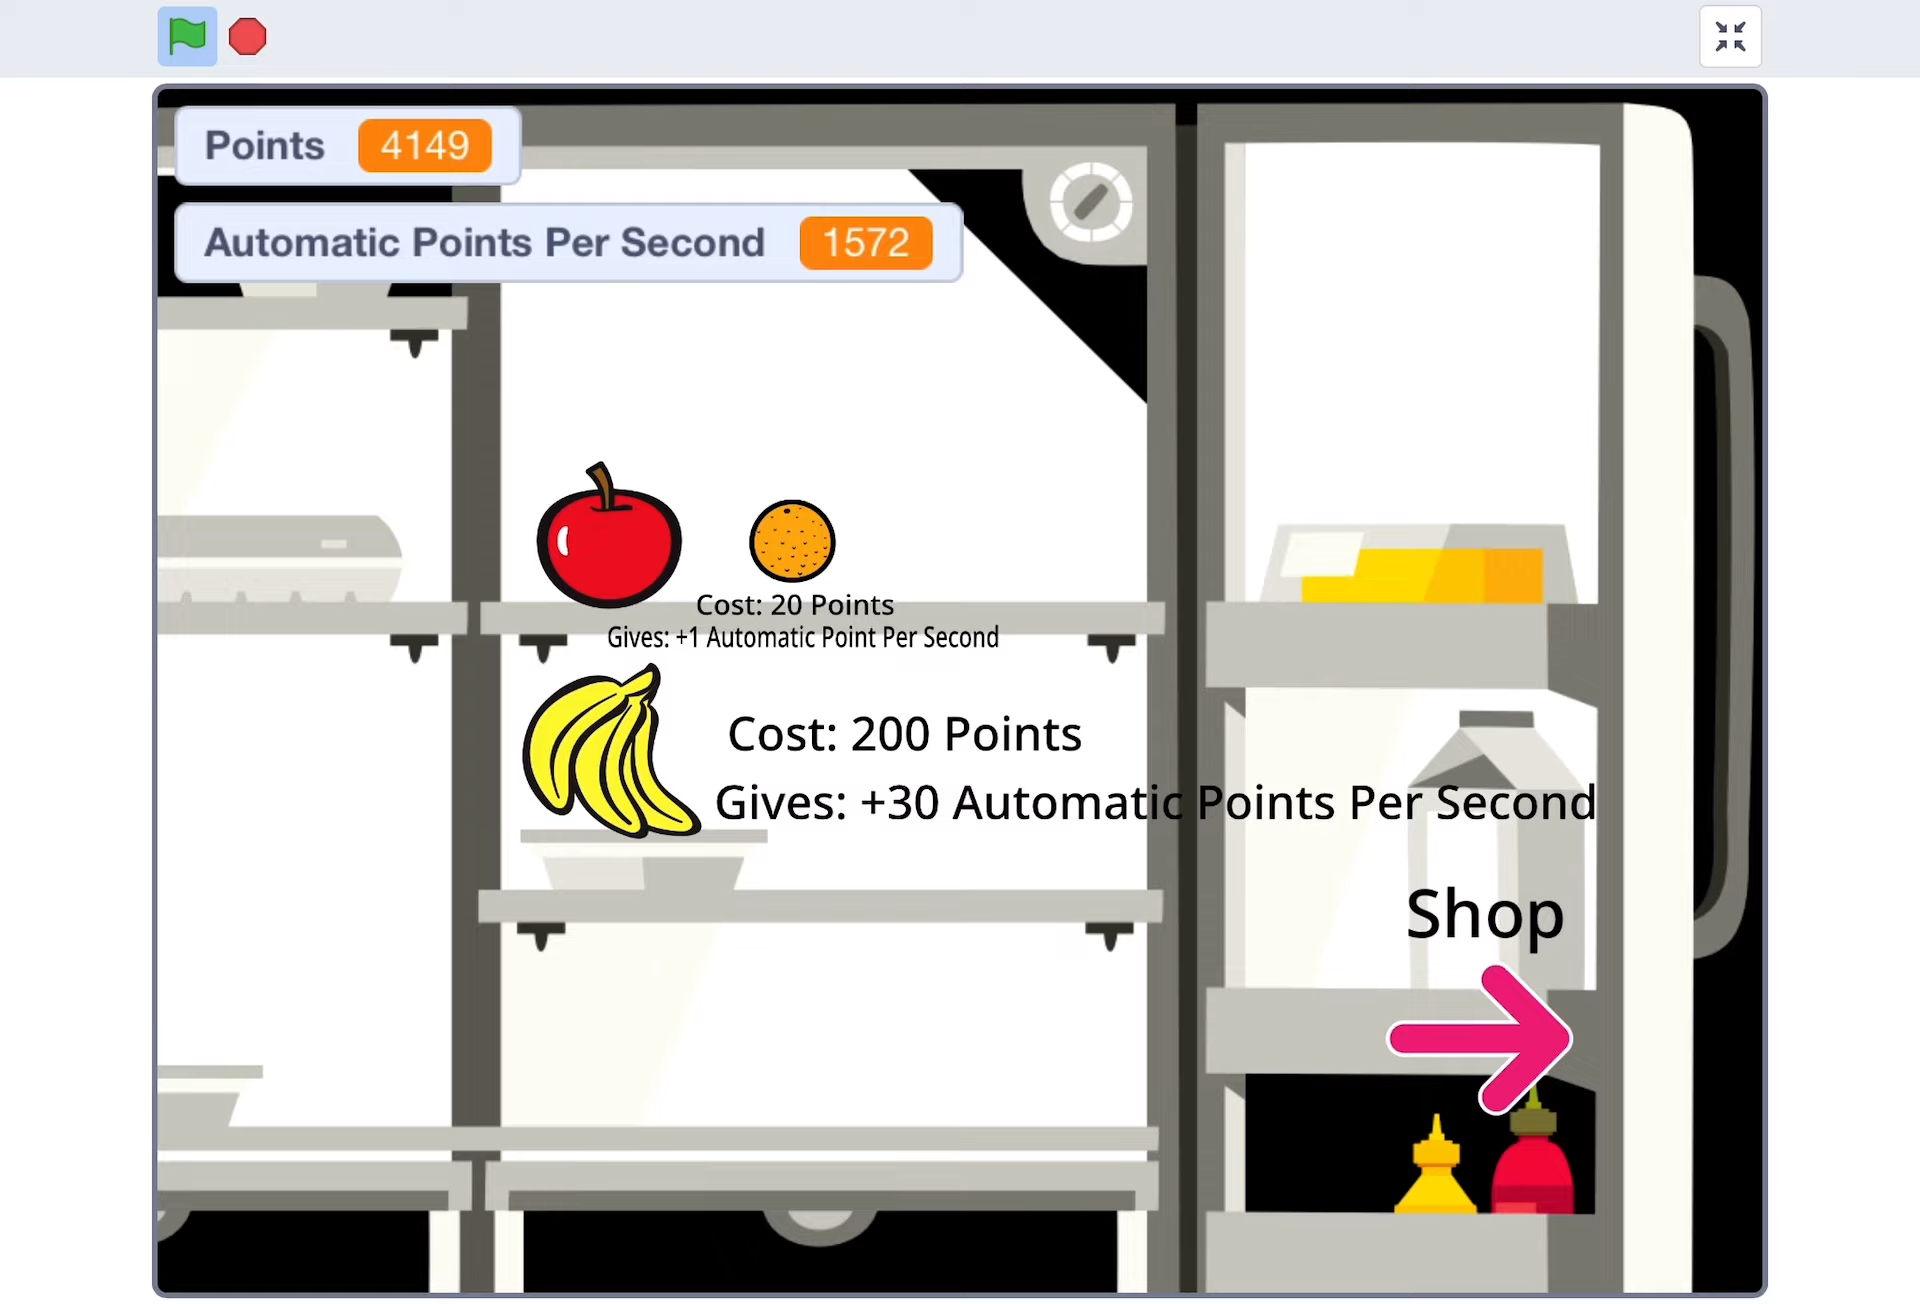 Points 4149
Automatic Points Per Second 1572
Cost: 20 Points
Gives: +1 Automatic Point Per Second
Cost: 200 Points
Gives: +30 Automatic Points Per Second
Shop